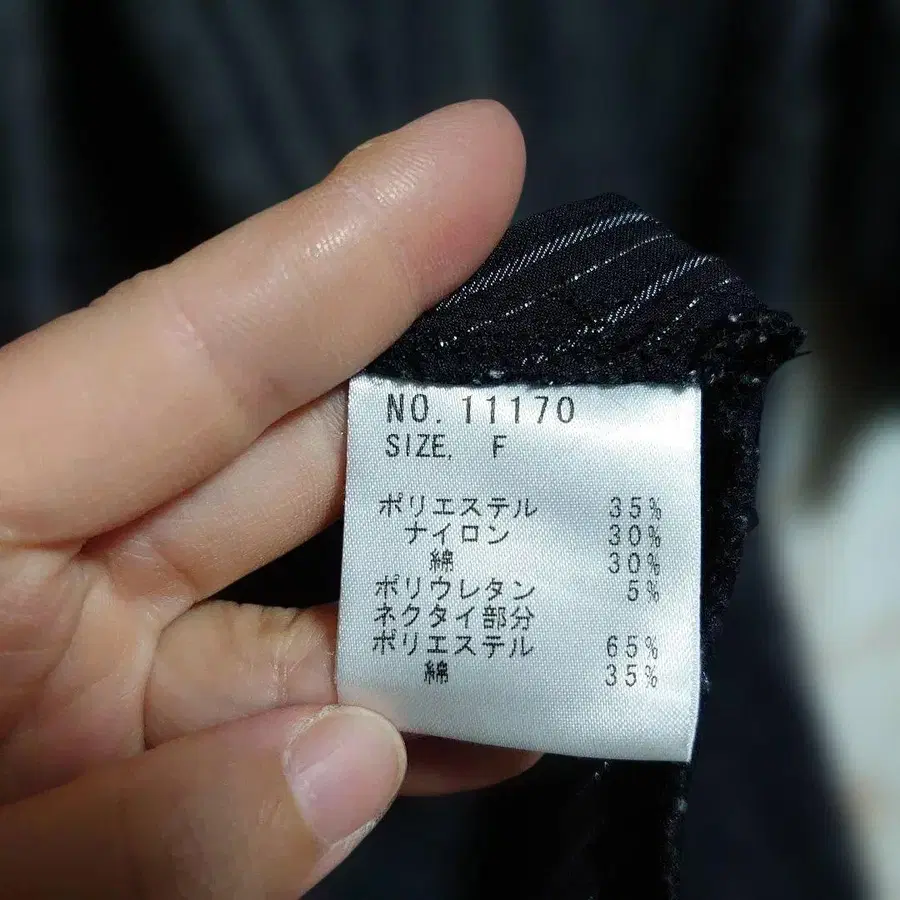 NO. 11170
SIZE. F
ポリエステル 35%
ナイロン 30%
綿 30%
ポリウレタン 5%
ネクタイ部分
ポリエステル 65%
綿 35%